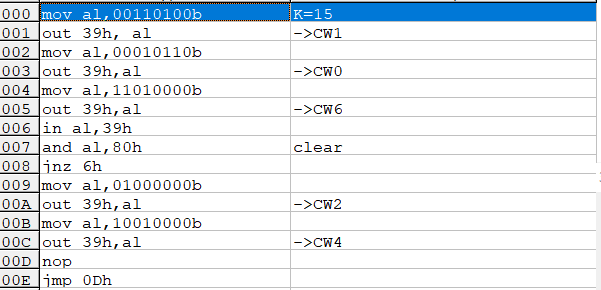 000 mov al,00110100b K=15
001 out 39h, al ->CW1
002 mov al,00010110b
003 out 39h,al ->CW0
004 mov al,11010000b
005 out 39h,al ->CW6
006 in al,39h
007 and al,80h clear
008 jnz 6h
009 mov al,01000000b
00A out 39h,al ->CW2
00B mov al,10010000b
00C out 39h,al ->CW4
00D nop
00E jmp 0Dh